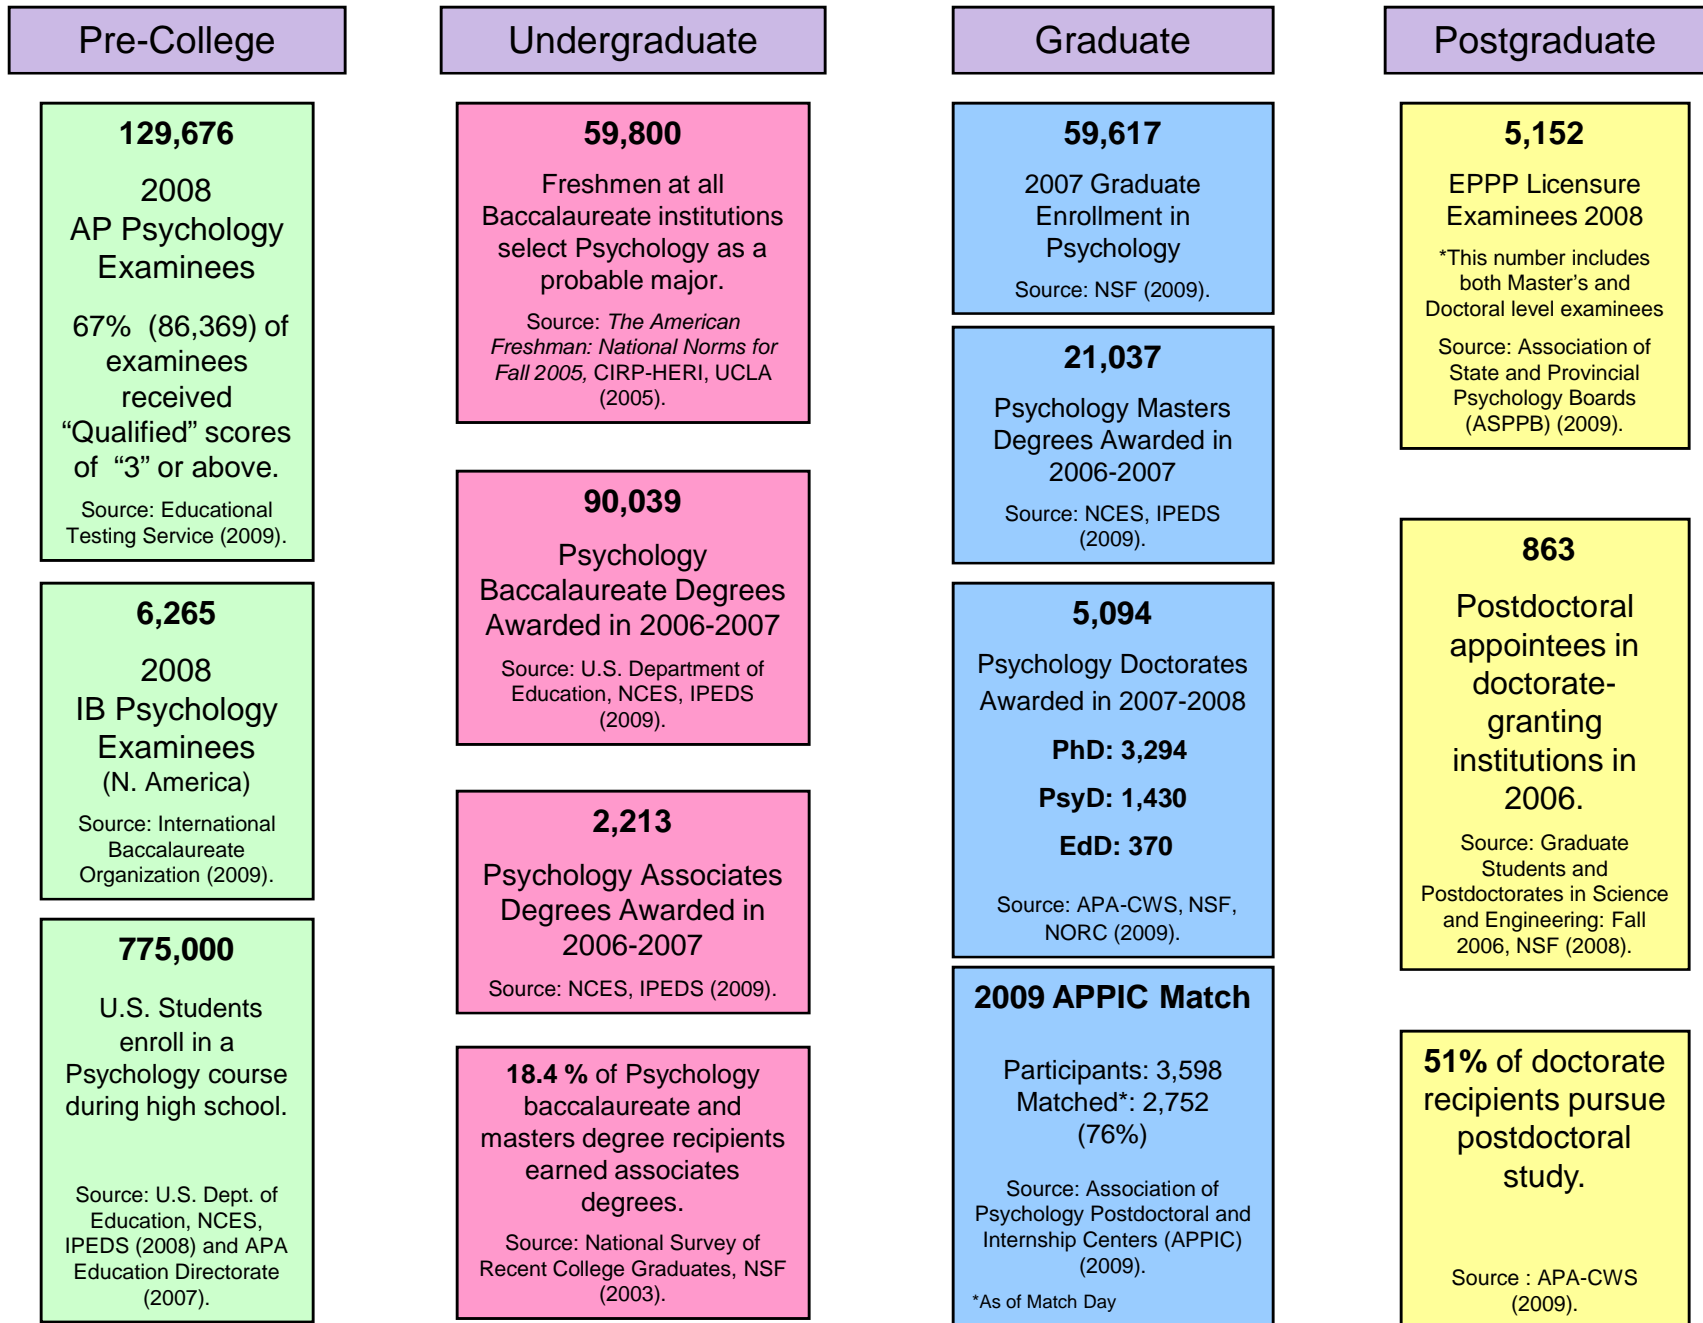 Pre-College
129,676
2008
AP Psychology
Examinees
67%  (86,369) of
examinees
received
“Qualified” scores
of  “3” or above.
Source: Educational
Testing Service (2009).
6,265
2008
IB Psychology
Examinees
(N. America)
Source: International
Baccalaureate
Organization (2009).
775,000
U.S. Students
enroll in a
Psychology course
during high school.
Source: U.S. Dept. of
Education, NCES,
IPEDS (2008) and APA
Education Directorate
(2007).
Undergraduate
59,800
Freshmen at all
Baccalaureate institutions
select Psychology as a
probable major.
Source: The American
Freshman: National Norms for
Fall 2005, CIRP-HERI, UCLA
(2005).
90,039
Psychology
Baccalaureate Degrees
Awarded in 2006-2007
Source: U.S. Department of
Education, NCES, IPEDS
(2009).
2,213
Psychology Associates
Degrees Awarded in
2006-2007
Source: NCES, IPEDS (2009).
18.4 % of Psychology
baccalaureate and
masters degree recipients
earned associates
degrees.
Source: National Survey of
Recent College Graduates, NSF
(2003).
Graduate
59,617
2007 Graduate
Enrollment in
Psychology
Source: NSF (2009).
21,037
Psychology Masters
Degrees Awarded in
2006-2007
Source: NCES, IPEDS
(2009).
5,094
Psychology Doctorates
Awarded in 2007-2008
PhD: 3,294
PsyD: 1,430
EdD: 370
Source: APA-CWS, NSF,
NORC (2009).
2009 APPIC Match
Participants: 3,598
Matched*: 2,752
(76%)
Source: Association of
Psychology Postdoctoral and
Internship Centers (APPIC)
(2009).
*As of Match Day
Postgraduate
5,152
EPPP Licensure
Examinees 2008
*This number includes
both Master’s and
Doctoral level examinees
Source: Association of
State and Provincial
Psychology Boards
(ASPPB) (2009).
863
Postdoctoral
appointees in
doctorate-
granting
institutions in
2006.
Source: Graduate
Students and
Postdoctorates in Science
and Engineering: Fall
2006, NSF (2008).
51% of doctorate
recipients pursue
postdoctoral
study.
Source : APA-CWS
(2009).